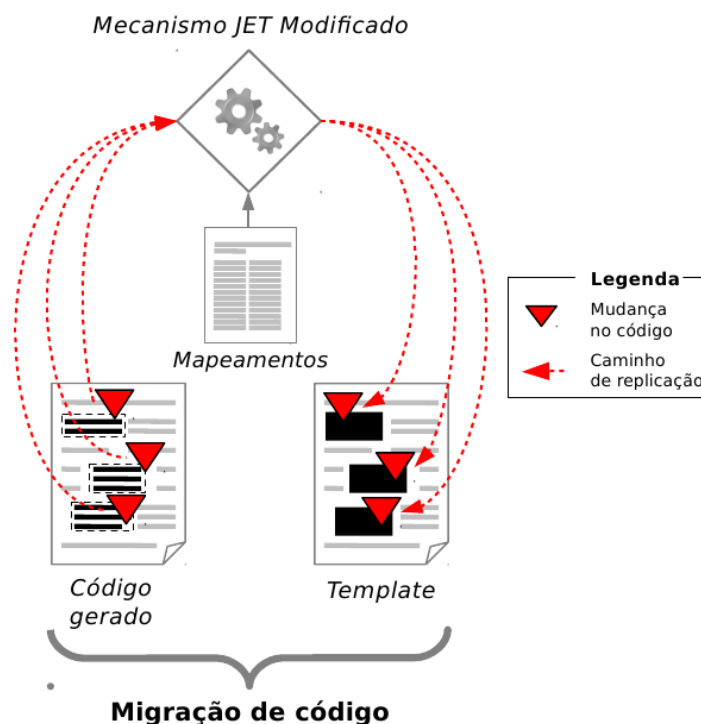 Mecanismo JET Modificado
Mapeamentos
Legenda
Mudança
no código
Caminho
de replicação
Código
gerado
Template
Migração de código